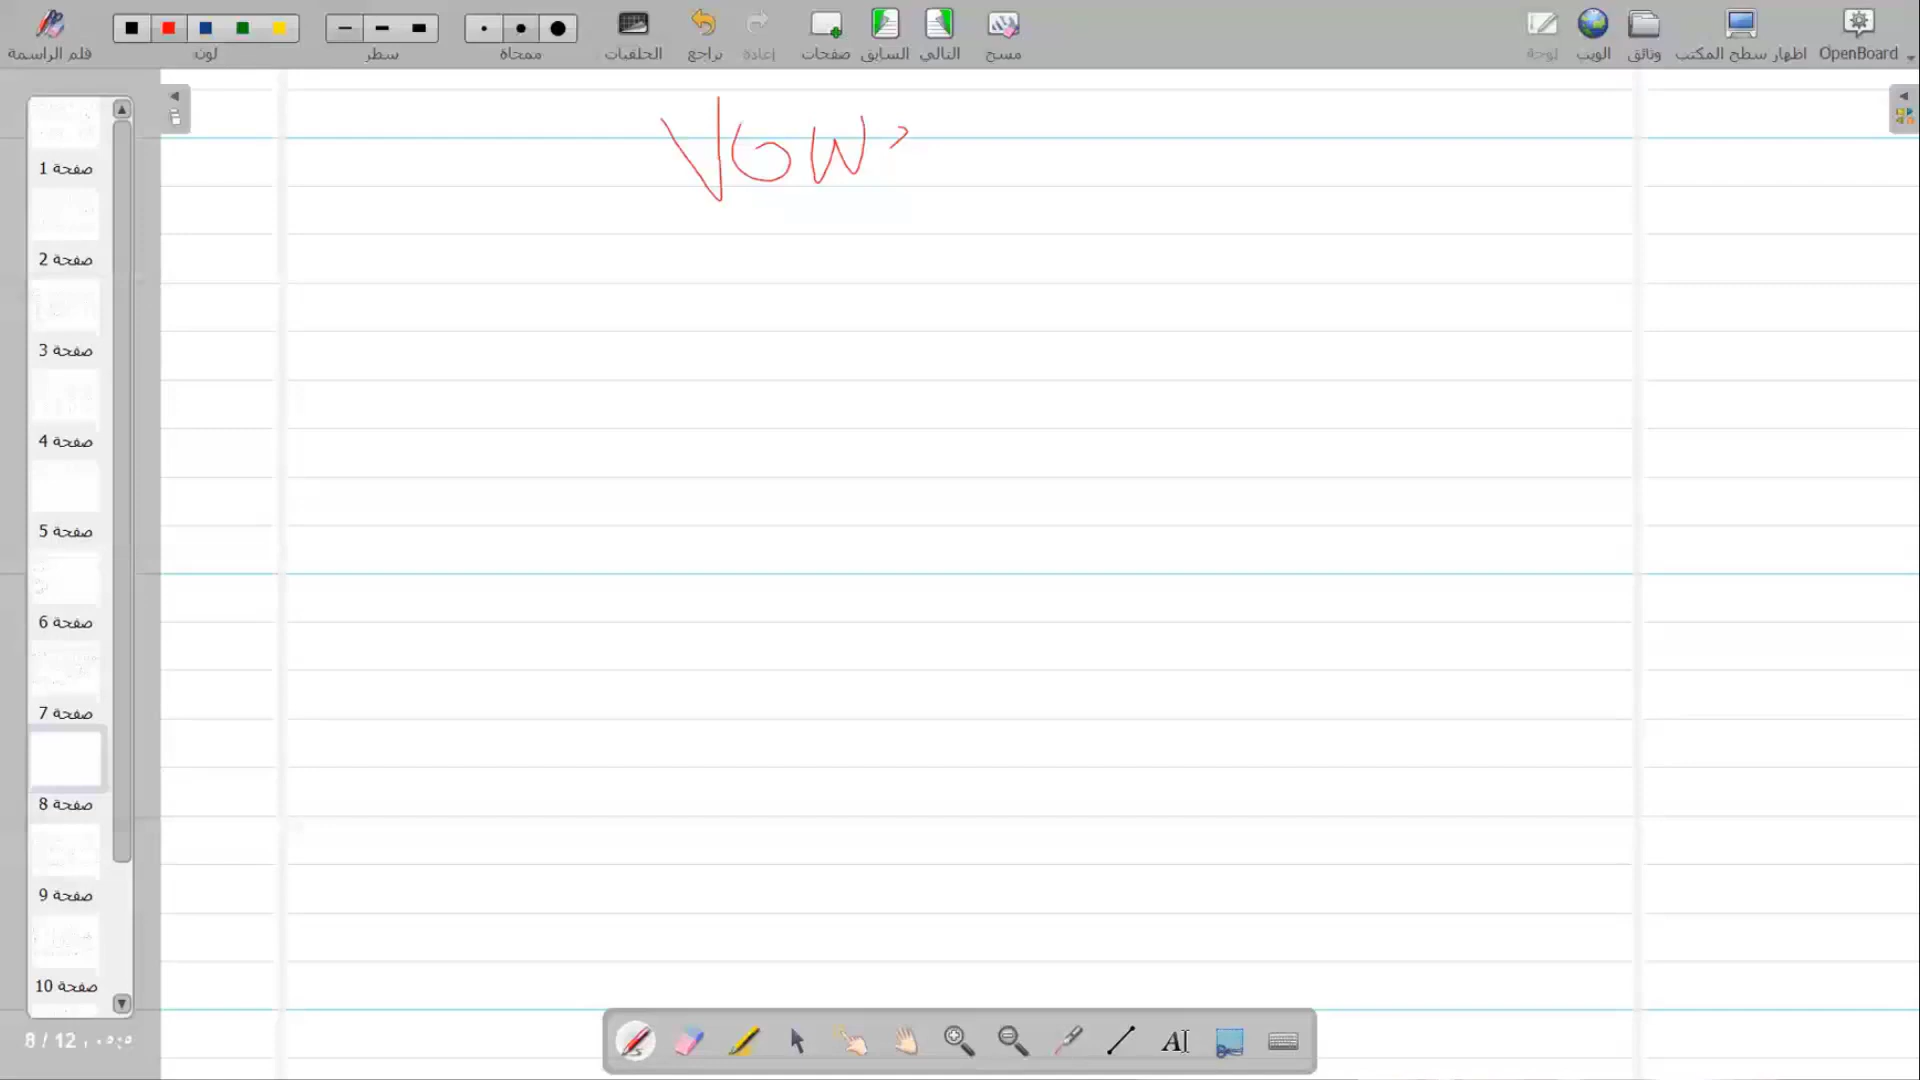 قلم الراسمة
لون
سطر
ممحاة
الخلفيات
تراجع
إعادة
صفحات
السابق
التالي
مسح
لوحة
الويب
وثائق
اظهار سطح المكتب
OpenBoard
Vow
صفحة 1
صفحة 2
صفحة 3
صفحة 4
صفحة 5
صفحة 6
صفحة 7
صفحة 8
صفحة 9
صفحة 10
8 / 12